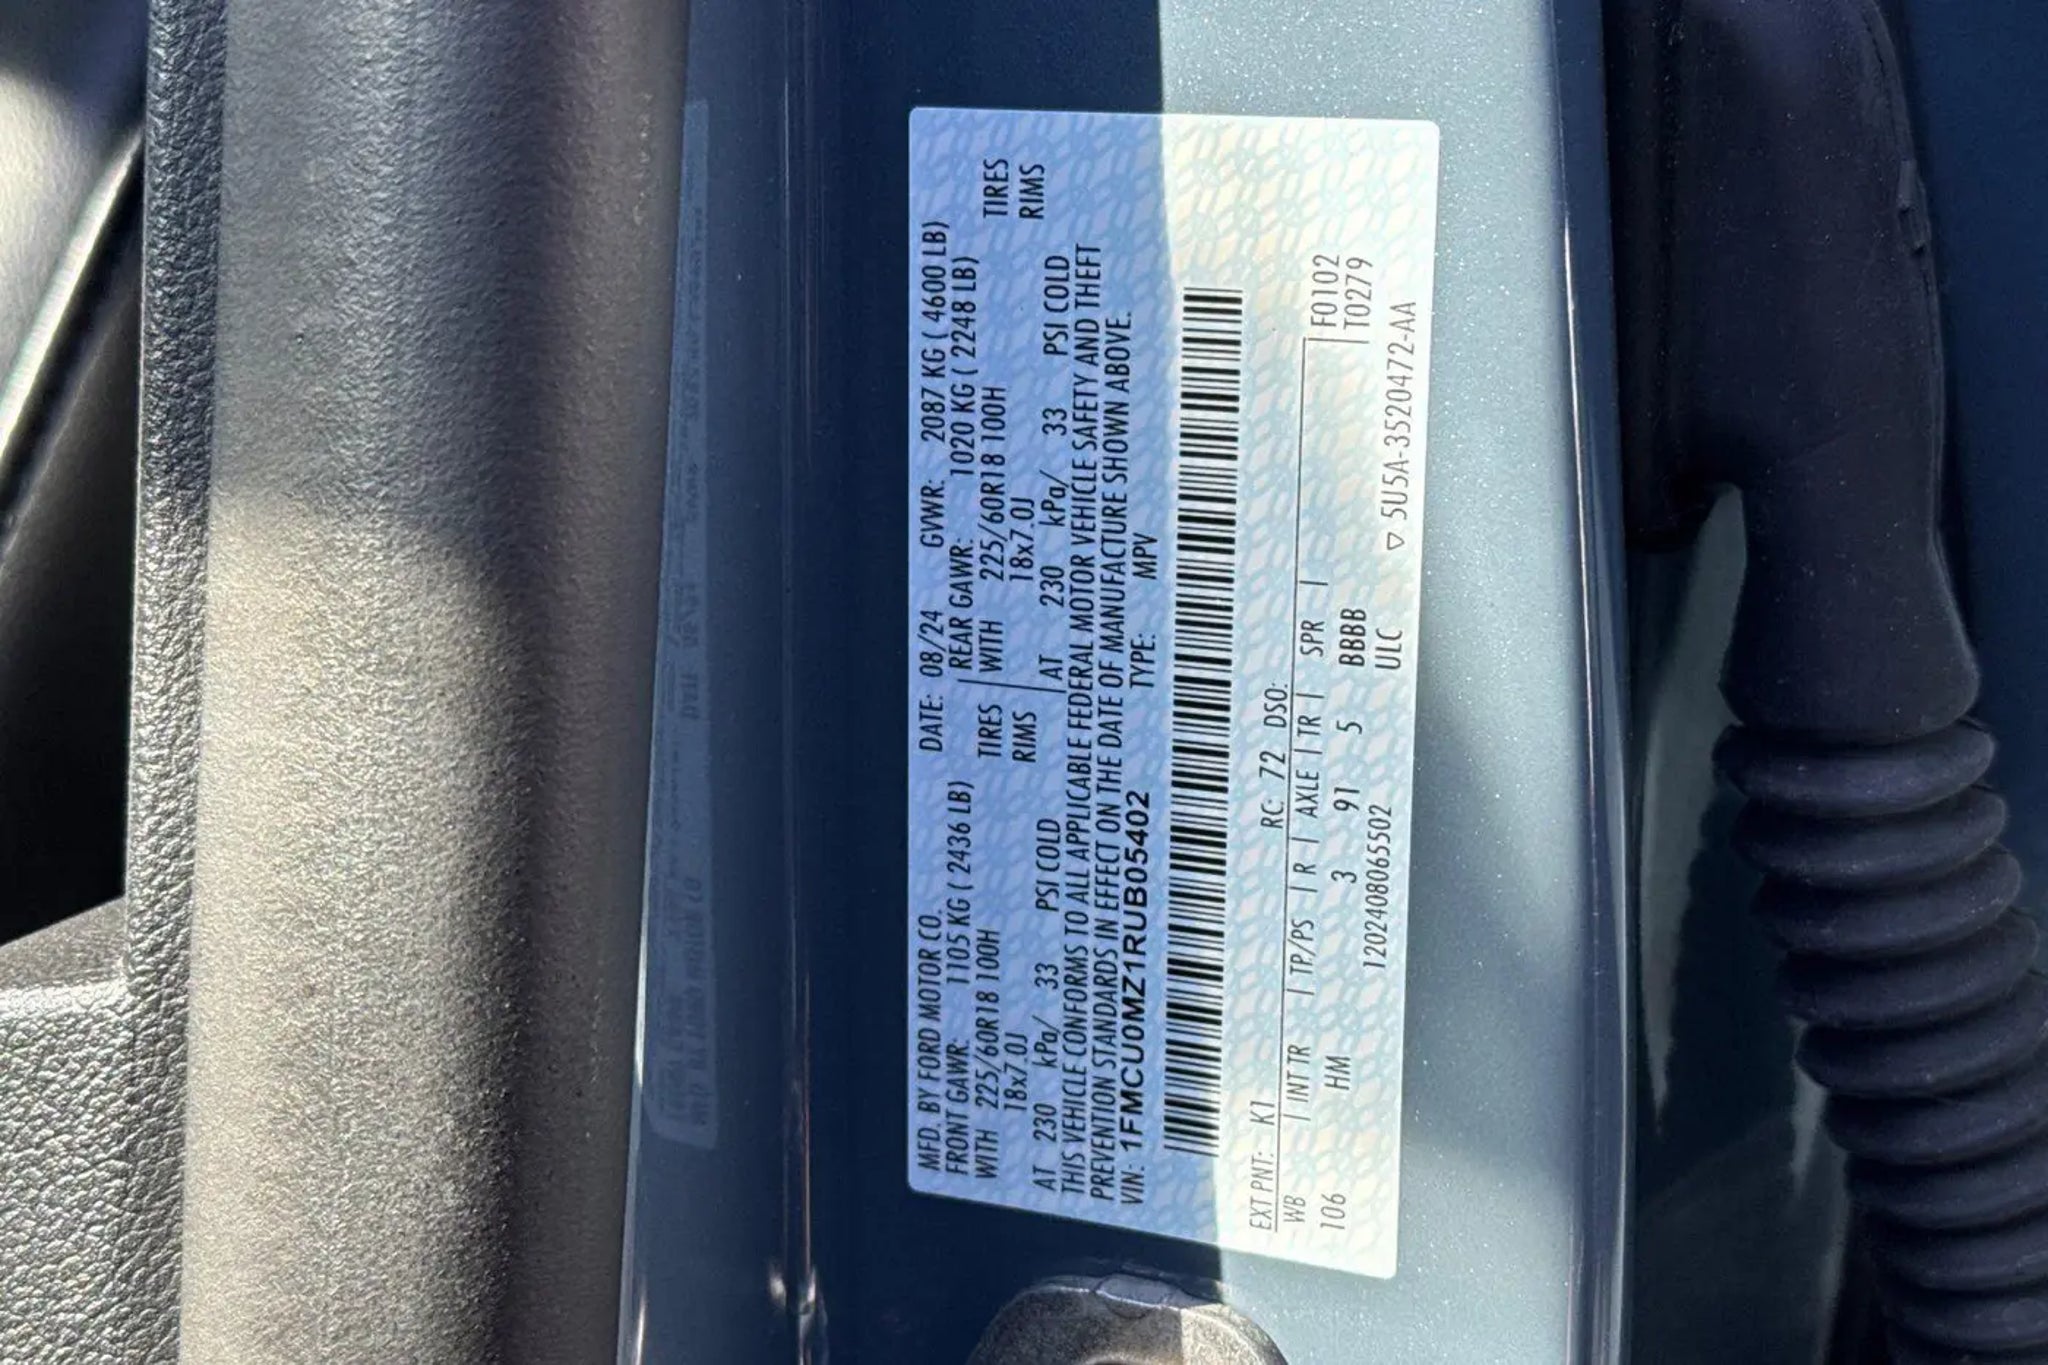 MFD. BY FORD MOTOR CO. DATE: 08/24 GVWR: 2087 KG ( 4600 LB)
FRONT GAWR: 1105 KG ( 2436 LB) REAR GAWR: 1020 KG ( 2248 LB)
WITH 225/60R18 100H TIRES WITH 225/60R18 100H TIRES
18x7.0J RIMS 18x7.0J RIMS
AT 230 kPa/ 33 PSI COLD AT 230 kPa/ 33 PSI COLD
THIS VEHICLE CONFORMS TO ALL APPLICABLE FEDERAL MOTOR VEHICLE SAFETY AND THEFT
PREVENTION STANDARDS IN EFFECT ON THE DATE OF MANUFACTURE SHOWN ABOVE.
VIN: 1FMCU0MZ1RUB05402 TYPE: MPV
EXT PNT: K1 RC: 72 DSO:
WB | INT TR | TP/PS | R | AXLE | TR | SPR | F0102
106 HM 3 91 5 BBBB T0279
12024080655​02 ULC ▽ 5U5A-3520472-AA